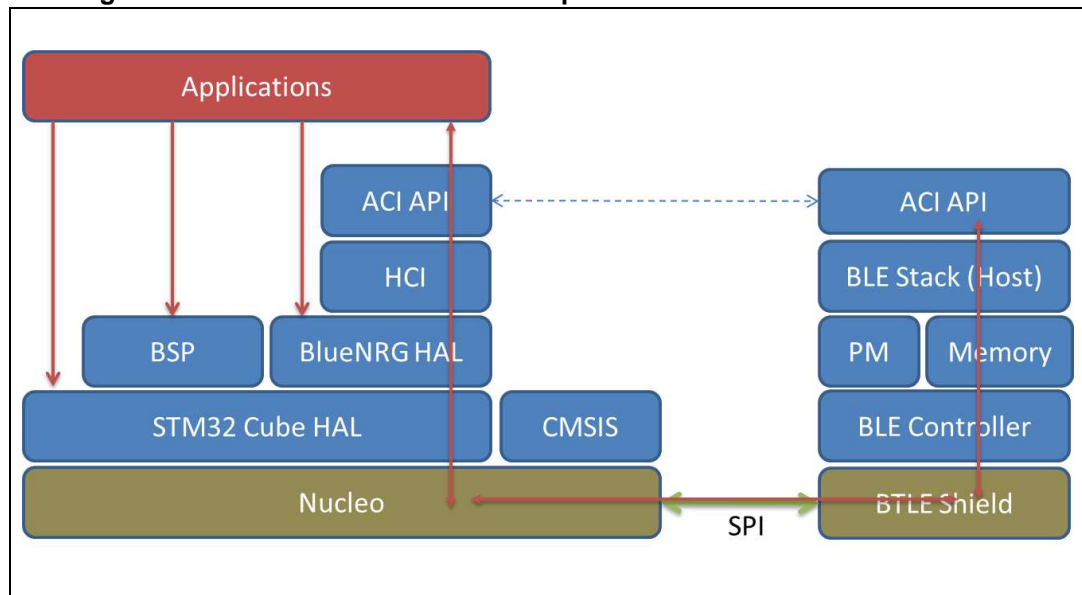 Applications
ACI API
ACI API
HCI
BLE Stack (Host)
BSP
BlueNRG HAL
PM
Memory
STM32 Cube HAL
CMSIS
BLE Controller
Nucleo
SPI
BTLE Shield